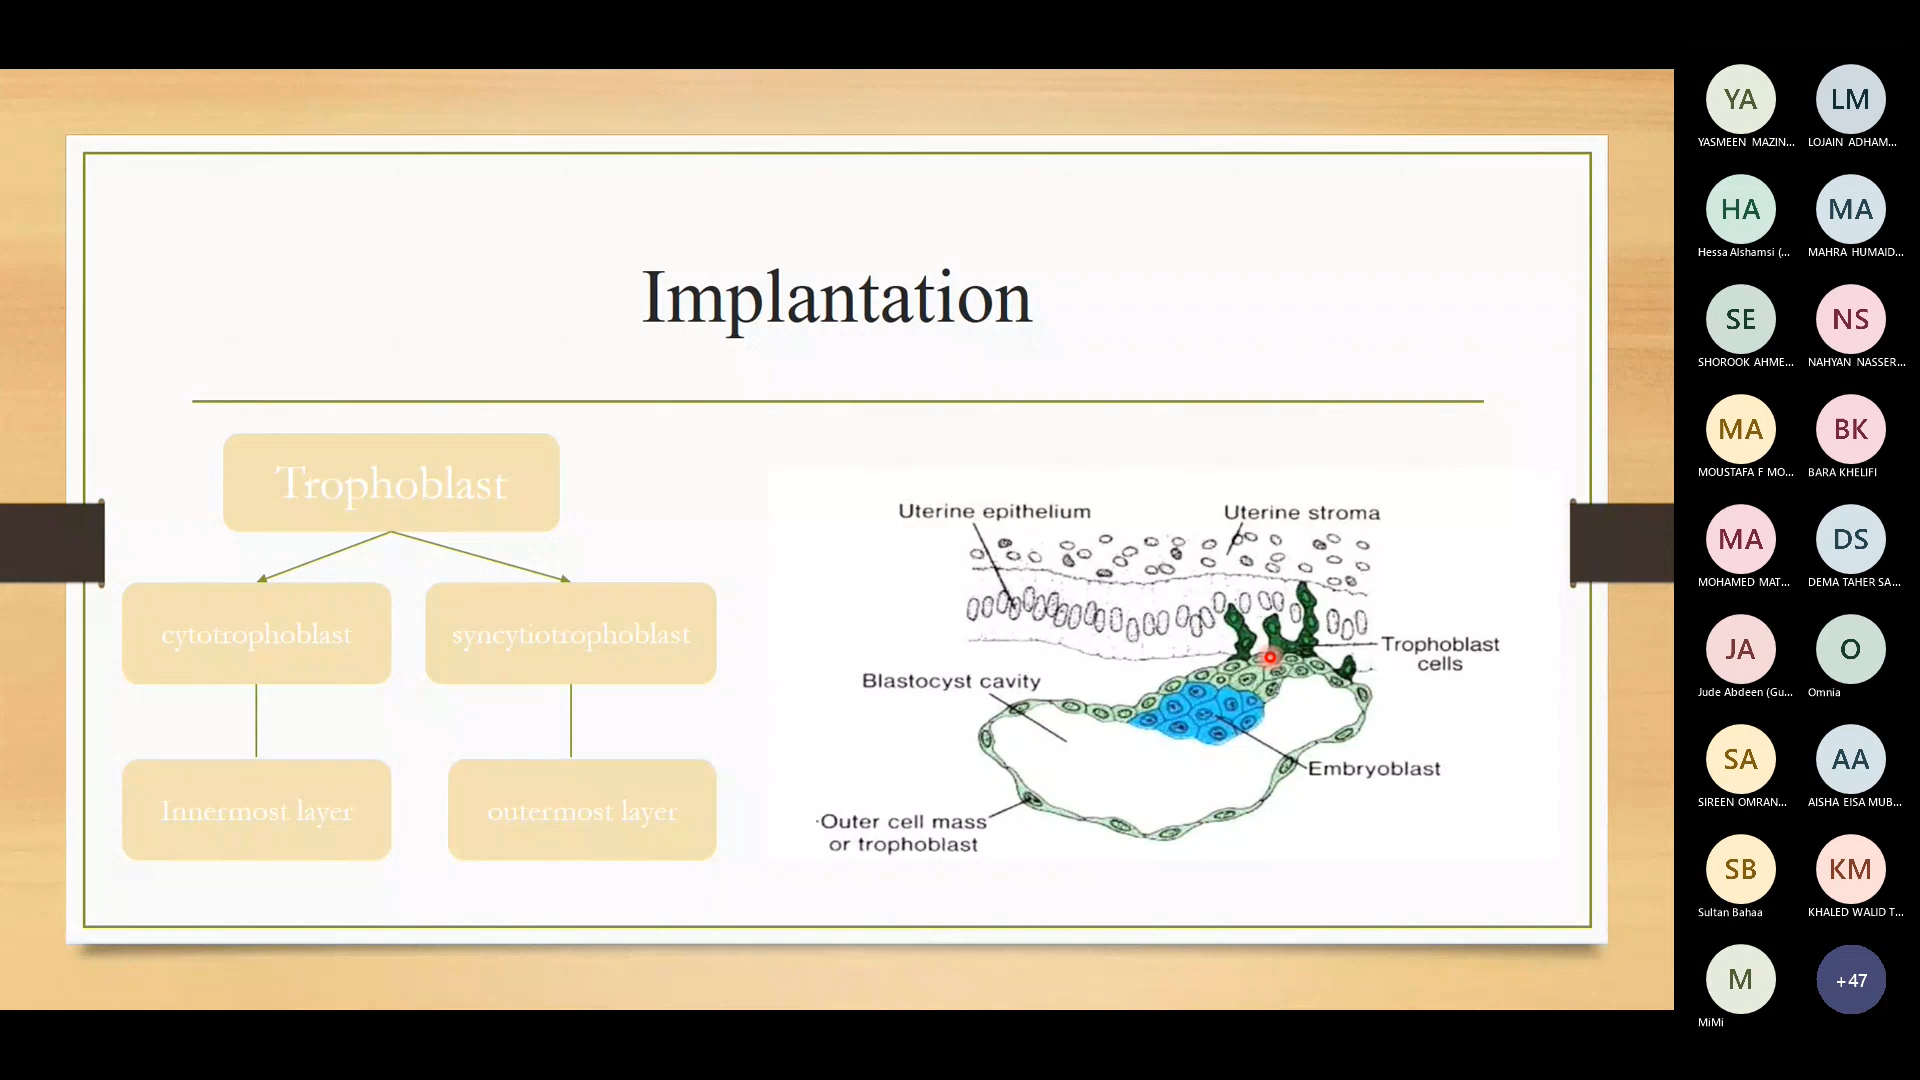 Implantation
Trophoblast
cytotrophoblast
syncytiotrophoblast
Innermost layer
outermost layer
Uterine epithelium
Uterine stroma
Trophoblast
cells
Blastocyst cavity
Embryoblast
Outer cell mass
or trophoblast
YA
YASMEEN MAZIN...
LM
LOJAIN ADHAM...
HA
Hessa Alshamsi (...
MA
MAHRA HUMAID...
SE
SHOROOK AHME...
NS
NAHYAN NASSER...
MA
MOUSTAFA F MO...
BK
BARA KHELIFI
MA
MOHAMED MAT...
DS
DEMA TAHER SA...
JA
Jude Abdeen (Gu...
O
Omnia
SA
SIREEN OMRAN...
AA
AISHA EISA MUB...
SB
Sultan Bahaa
KM
KHALED WALID T...
M
MiMi
+47